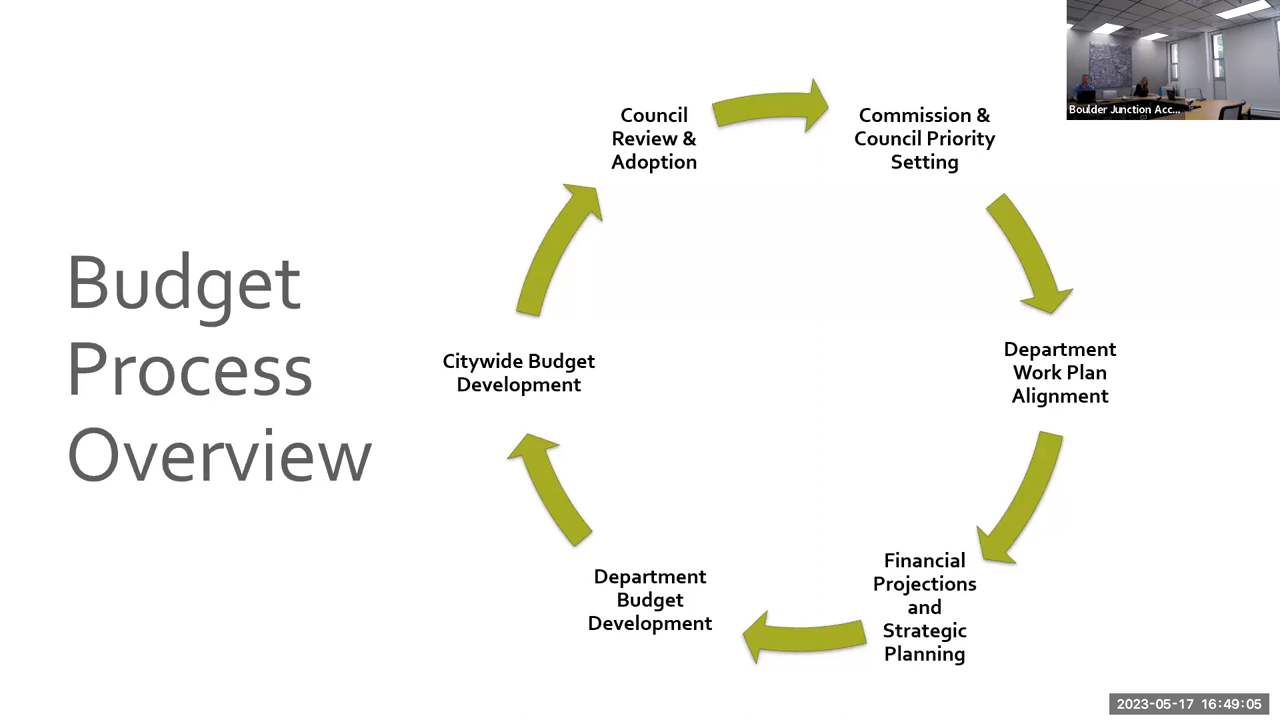 Budget
Process
Overview
Council
Review &
Adoption
Commission &
Council Priority
Setting
Department
Work Plan
Alignment
Financial
Projections
and
Strategic
Planning
Department
Budget
Development
Citywide Budget
Development
Boulder Junction Acc...
2023-05-17 16:49:05